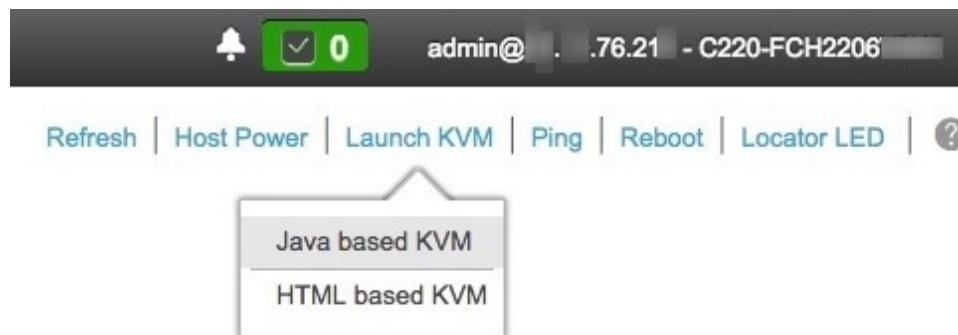 0 admin@ . .76.21 - C220-FCH2206
Refresh | Host Power | Launch KVM | Ping | Reboot | Locator LED | ?
Java based KVM
HTML based KVM